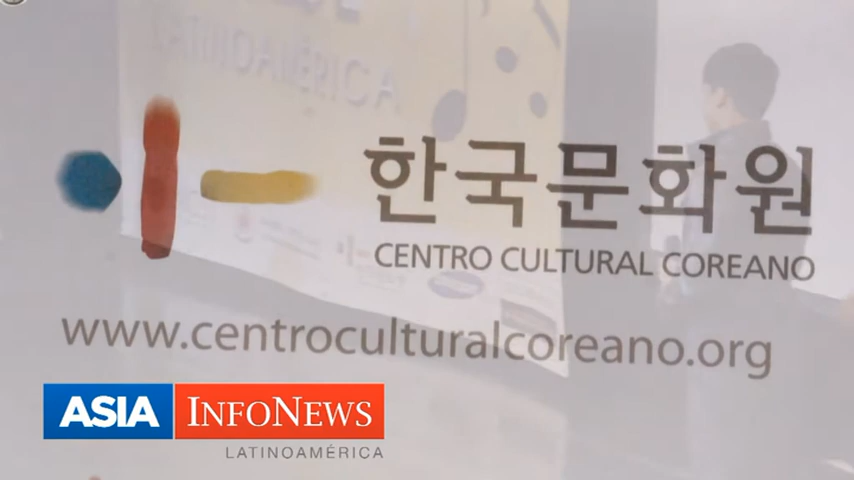 LATINOAMÉRICA
한국문화원
CENTRO CULTURAL COREANO
www.centroculturalcoreano.org
ASIA INFONEWS
LATINOAMÉRICA